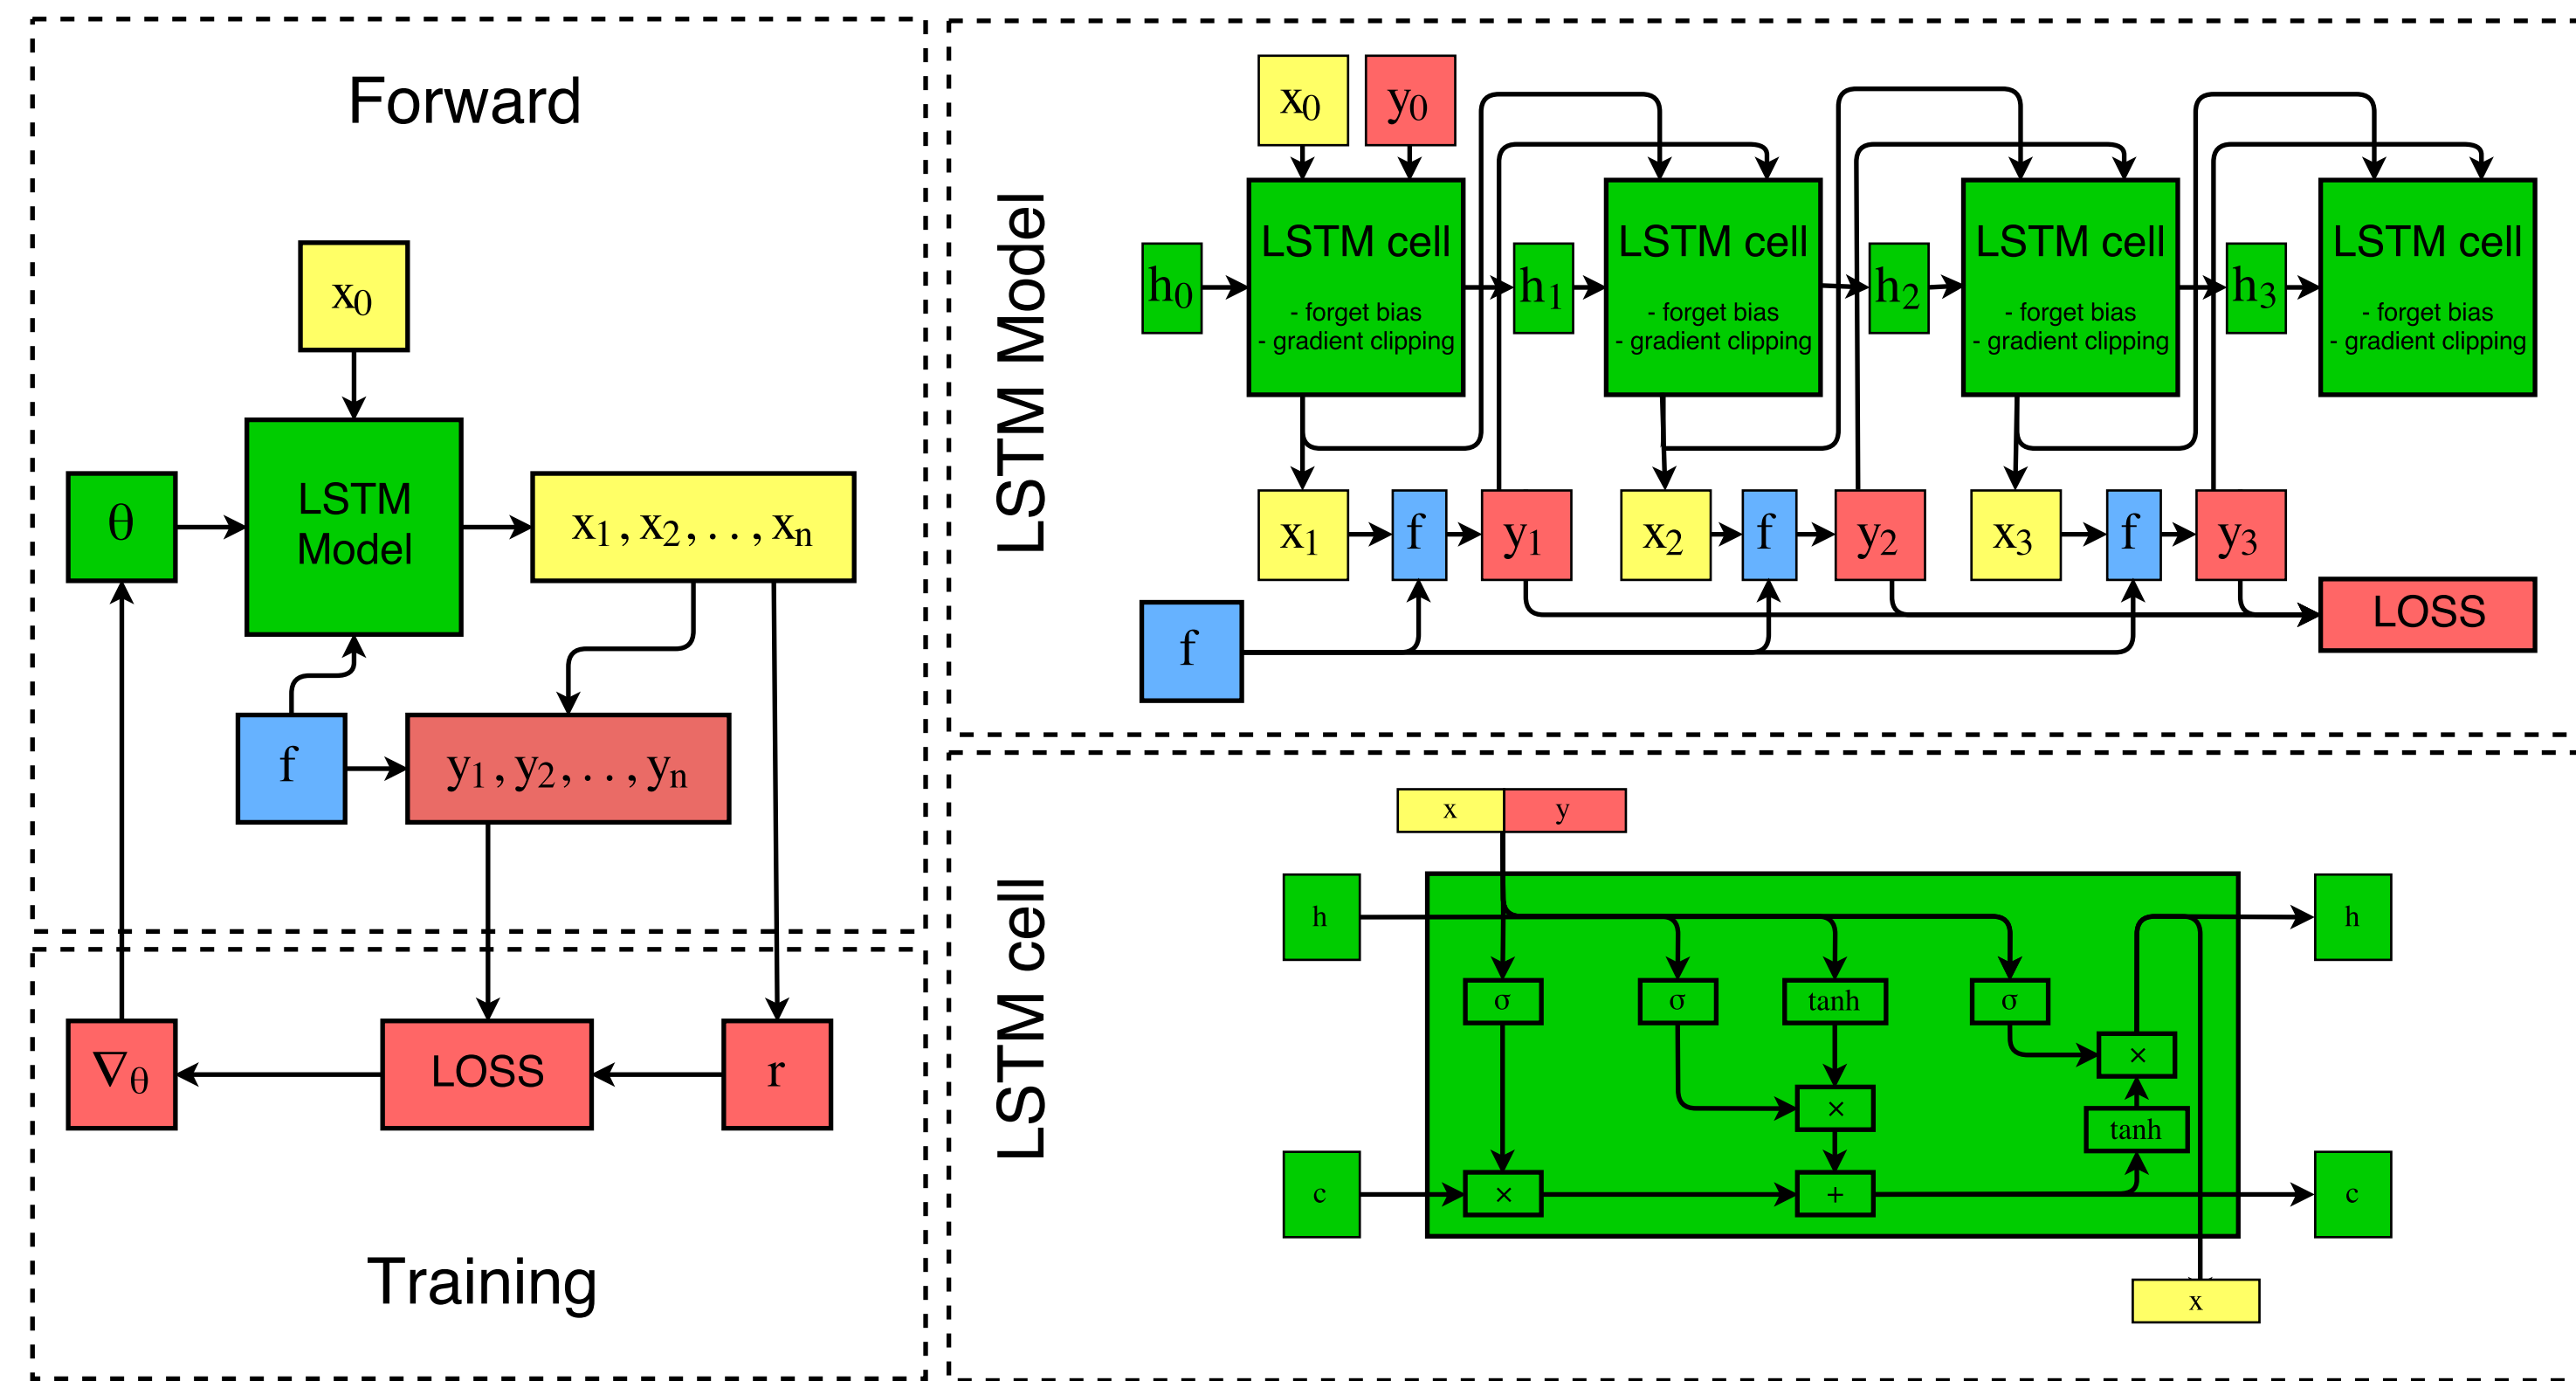 Forward
x0
θ
LSTM
Model
x1 , x2 , . . , xn
f
y1 , y2 , . . , yn
∇θ
LOSS
r
Training
LSTM Model
x0
y0
h0
LSTM cell
- forget bias
- gradient clipping
h1
LSTM cell
- forget bias
- gradient clipping
h2
LSTM cell
- forget bias
- gradient clipping
h3
LSTM cell
- forget bias
- gradient clipping
x1
f
y1
x2
f
y2
x3
f
y3
LOSS
f
LSTM cell
x
y
h
h
σ
σ
tanh
σ
×
×
tanh
c
×
+
c
x